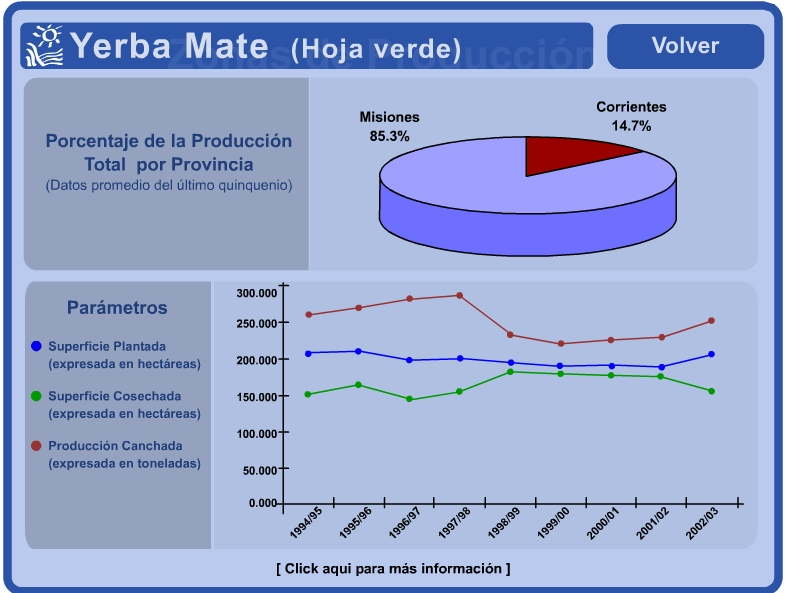 Zonas de Producción
Yerba Mate (Hoja verde)
Volver
Porcentaje de la Producción
Total por Provincia
(Datos promedio del último quinquenio)
Misiones
85.3%
Corrientes
14.7%
Parámetros
Superficie Plantada
(expresada en hectáreas)
Superficie Cosechada
(expresada en hectáreas)
Producción Canchada
(expresada en toneladas)
300.000
250.000
200.000
150.000
100.000
50.000
0.000
1994/95
1995/96
1996/97
1997/98
1998/99
1999/00
2000/01
2001/02
2002/03
[ Click aqui para más información ]